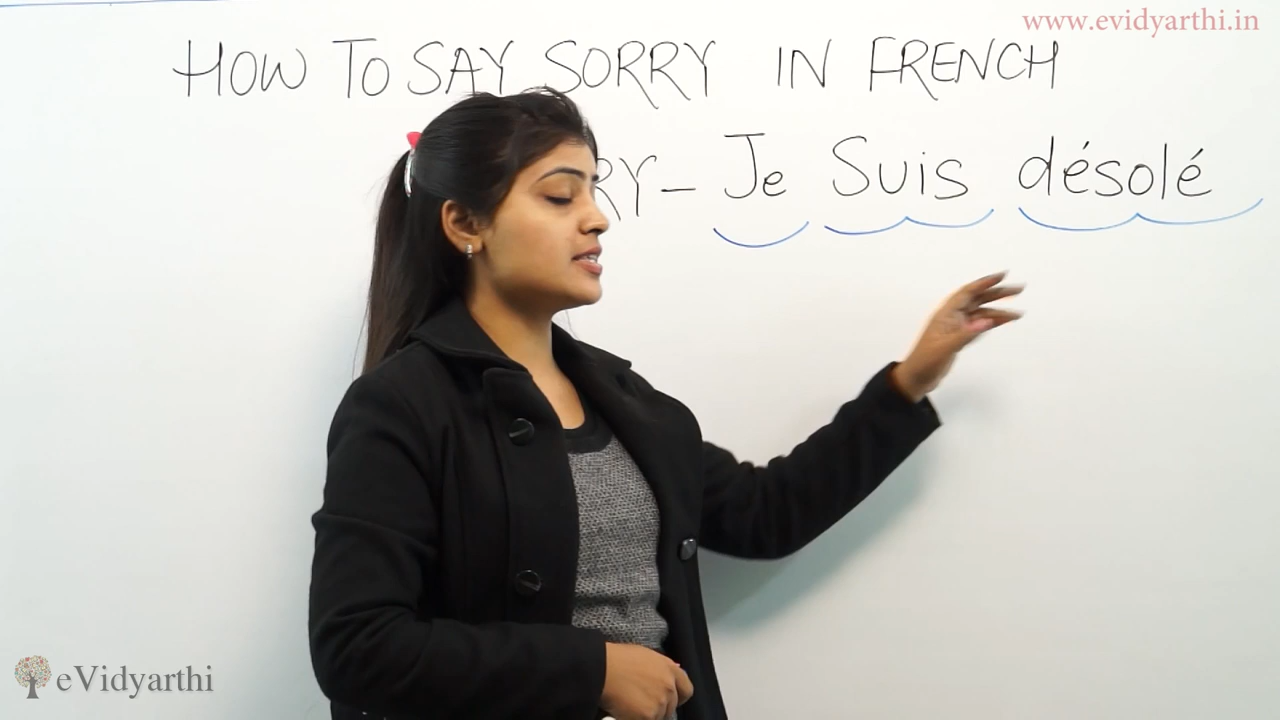 www.evidyarthi.in
HOW TO SAY SORRY IN FRENCH
RY - Je Suis désolé
eVidyarthi